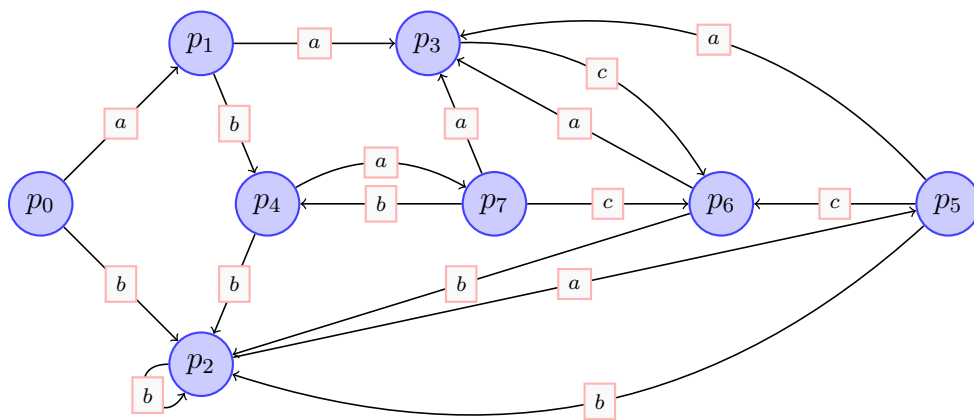 p₁ a p₃ a
c
a b a a
p₀ p₄ a b p₇ c p₆ c p₅
b b b a
p₂
b b